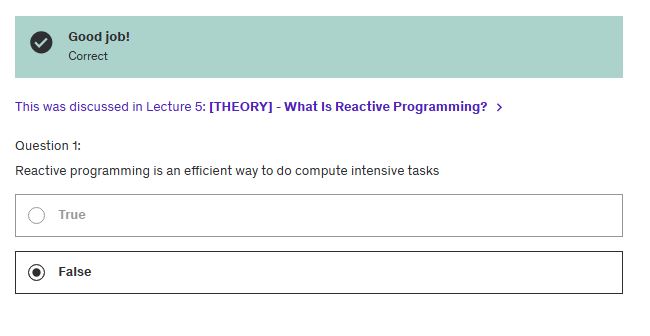 Good job!
Correct
This was discussed in Lecture 5: [THEORY] - What Is Reactive Programming? >
Question 1:
Reactive programming is an efficient way to do compute intensive tasks
True
False